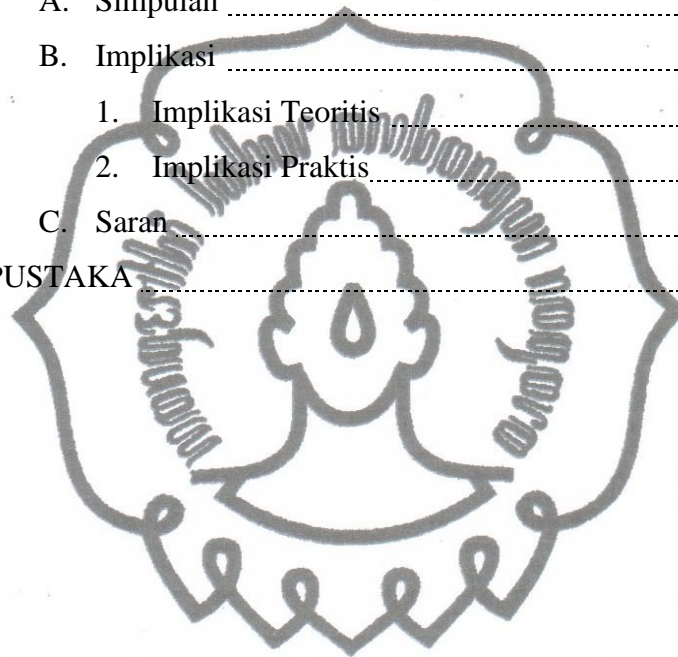 A. Simpulan
B. Implikasi
1. Implikasi Teoritis
2. Implikasi Praktis
C. Saran
PUSTAKA